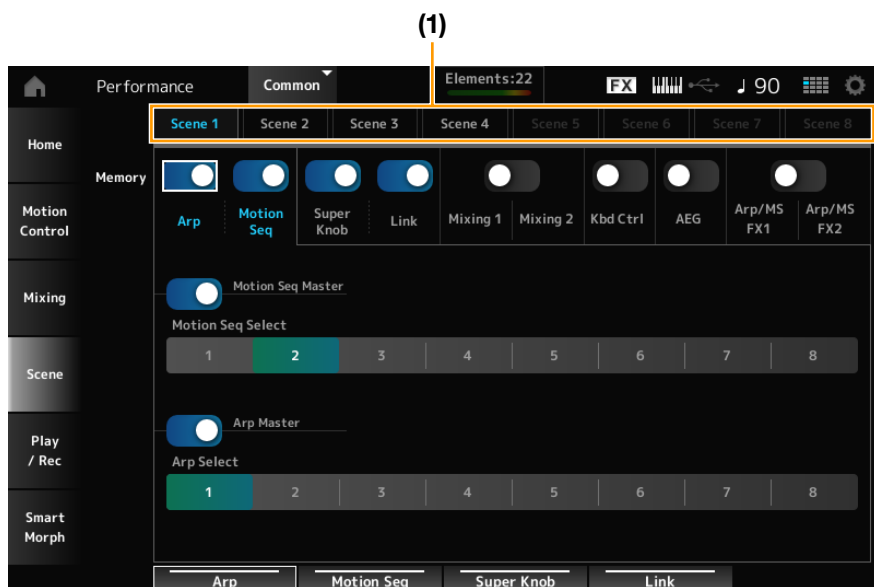 (1)
Performance Common Elements:22 FX ♩ 90
Scene 1 Scene 2 Scene 3 Scene 4 Scene 5 Scene 6 Scene 7 Scene 8
Home
Memory
Arp Motion Seq Super Knob Link Mixing 1 Mixing 2 Kbd Ctrl AEG Arp/MS FX1 Arp/MS FX2
Motion Control
Motion Seq Master
Mixing
Motion Seq Select
1 2 3 4 5 6 7 8
Scene
Arp Master
Play / Rec
Arp Select
1 2 3 4 5 6 7 8
Smart Morph
Arp Motion Seq Super Knob Link